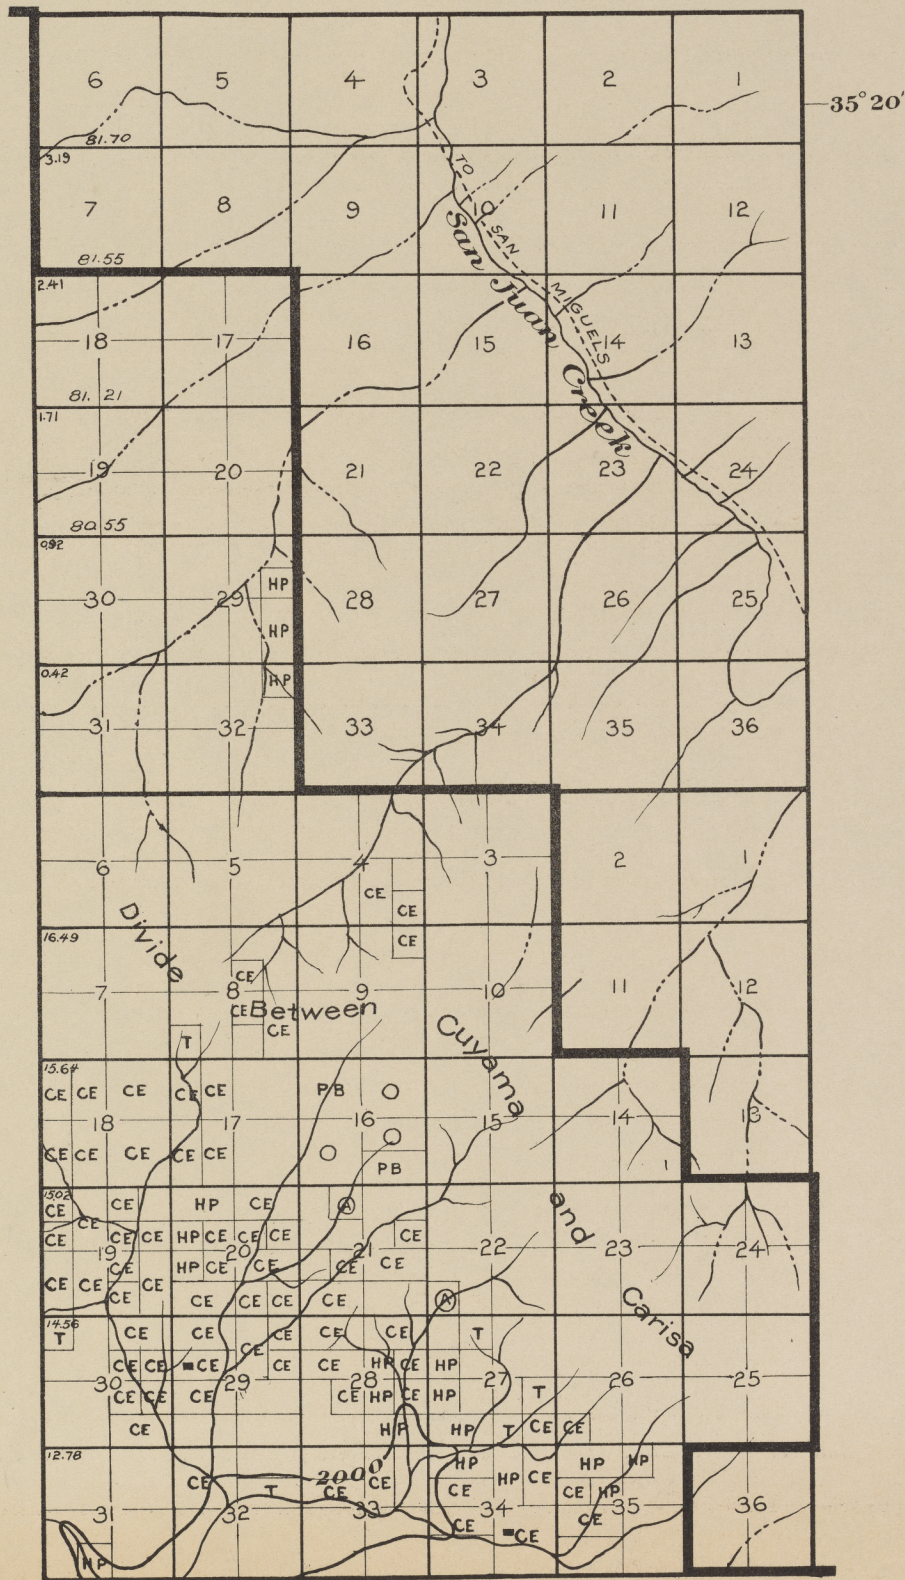 6 5 4 3 2 1
35° 20'
81.70
3.19
TO
7 8 9 10 11 12
San Juan Creek
SAN MIGUELS
81.55
2.41
18 17 16 15 14 13
81.21
1.71
19 20 21 22 23 24
80.55
0.92
HP
30 29 28 27 26 25
HP
0.42
HP
31 32 33 34 35 36
6 5 4 3 2 1
CE
CE
Divide
16.49
CE
CE
7 8 9 10 11 12
CE Between
CE
Cuyama
T
15.64
CE CE CE CE CE PB
18 17 16 15 14 13
CE CE CE CE CE PB
1
15.02
CE CE HP CE A
CE
and
CE CE CE HP CE CE CE CE
19 20 21 22 23 24
CE HP CE CE CE CE
CE CE CE
CE CE CE CE CE A
Carisa
14.56
T CE CE CE CE CE T
CE
CE CE CE CE CE HP CE HP
30 29 28 27 26 25
T
CE CE CE CE HP CE HP
CE HP HP T CE CE
12.78
HP HP HP
CE 2000 CE HP CE
T CE CE CE HP
31 32 33 34 35 36
CE CE CE
HP